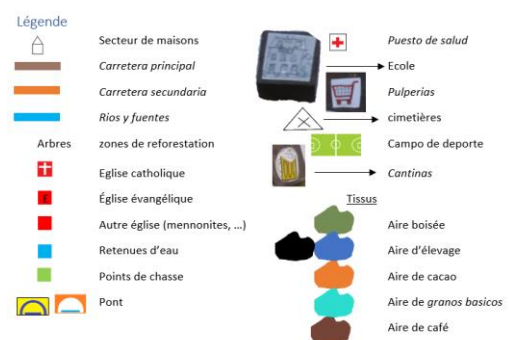 Légende
Secteur de maisons
Carretera principal
Carretera secundaria
Rios y fuentes
Arbres zones de reforestation
Eglise catholique
E Église évangélique
Autre église (mennonites, …)
Retenues d'eau
Points de chasse
Pont
Puesto de salud
Ecole
Pulperias
cimetières
Campo de deporte
Cantinas
Tissus
Aire boisée
Aire d'élevage
Aire de cacao
Aire de granos basicos
Aire de café